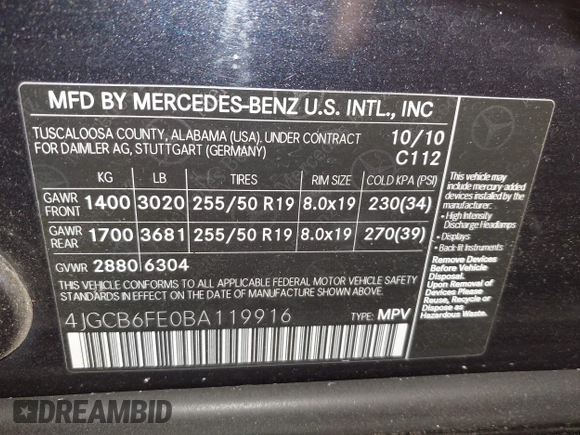 MFD BY MERCEDES-BENZ U.S. INTL., INC
TUSCALOOSA COUNTY, ALABAMA (USA), UNDER CONTRACT 10/10
FOR DAIMLER AG, STUTTGART (GERMANY) C112
KG LB TIRES RIM SIZE COLD KPA (PSI)
GAWR FRONT 1400 3020 255/50 R19 8.0x19 230(34)
GAWR REAR 1700 3681 255/50 R19 8.0x19 270(39)
GVWR 2880 6304
THIS VEHICLE CONFORMS TO ALL APPLICABLE FEDERAL MOTOR VEHICLE SAFETY
AND THEFT PREVENTION STANDARDS IN EFFECT ON THE DATE OF MANUFACTURE SHOWN ABOVE.
4JGCB6FE0BA119916 TYPE: MPV
This vehicle may
include mercury added
devices installed by the
manufacturer:
• High Intensity
Discharge Headlamps
• Displays
• Back-lit Instruments
Remove Devices
Before Vehicle
Disposal.
Upon Removal of
Devices Please
Reuse, Recycle or
Dispose as
Hazardous Waste.
DREAMBID